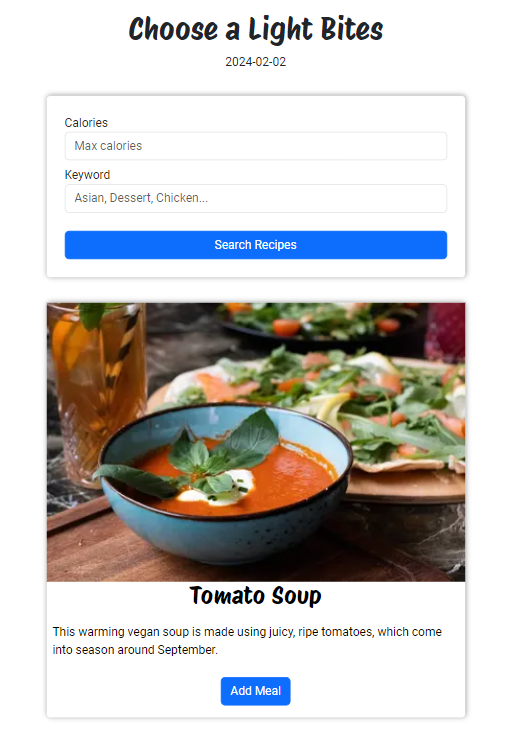 Choose a Light Bites
2024-02-02
Calories
Max calories
Keyword
Asian, Dessert, Chicken...
Search Recipes
Tomato Soup
This warming vegan soup is made using juicy, ripe tomatoes, which come
into season around September.
Add Meal